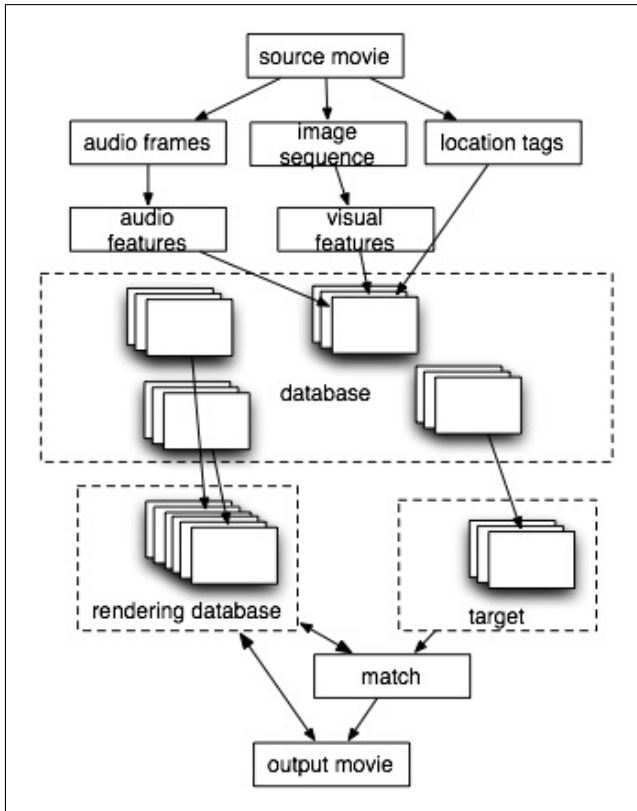 source movie
audio frames
image
sequence
location tags
audio
features
visual
features
database
rendering database
target
match
output movie